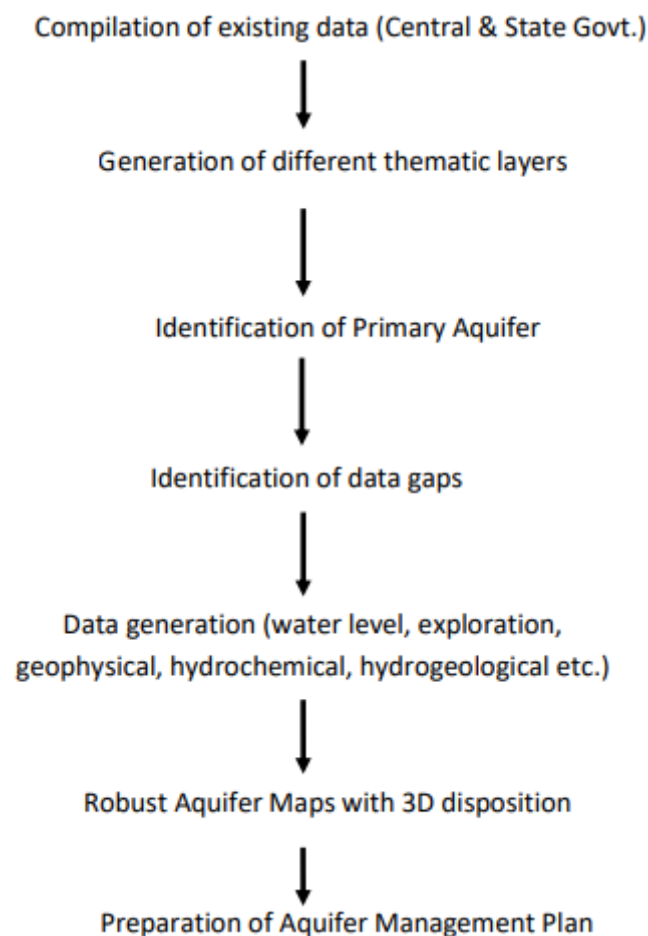 Compilation of existing data (Central & State Govt.)
Generation of different thematic layers
Identification of Primary Aquifer
Identification of data gaps
Data generation (water level, exploration,
geophysical, hydrochemical, hydrogeological etc.)
Robust Aquifer Maps with 3D disposition
Preparation of Aquifer Management Plan